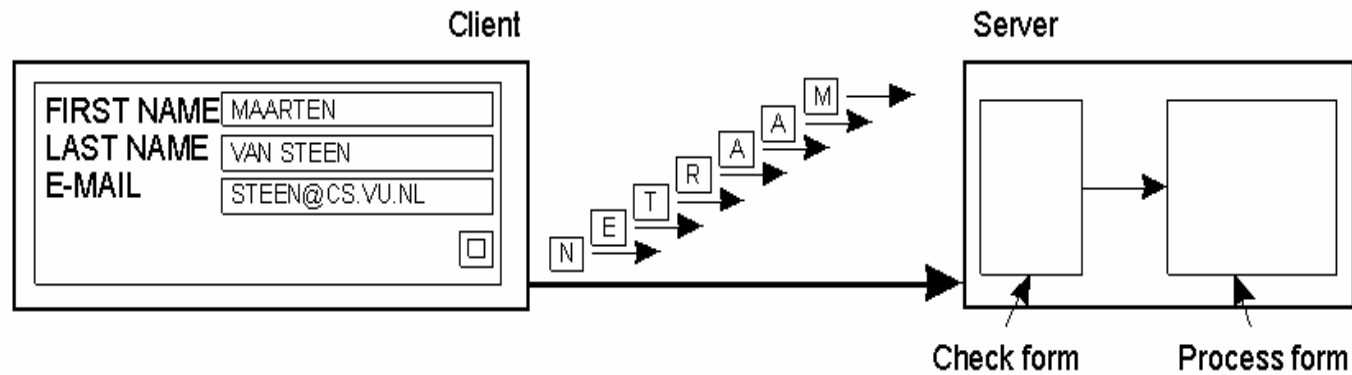 Client
Server
FIRST NAME MAARTEN
LAST NAME VAN STEEN
E-MAIL STEEN@CS.VU.NL
M
A
A
R
T
E
N
Check form
Process form